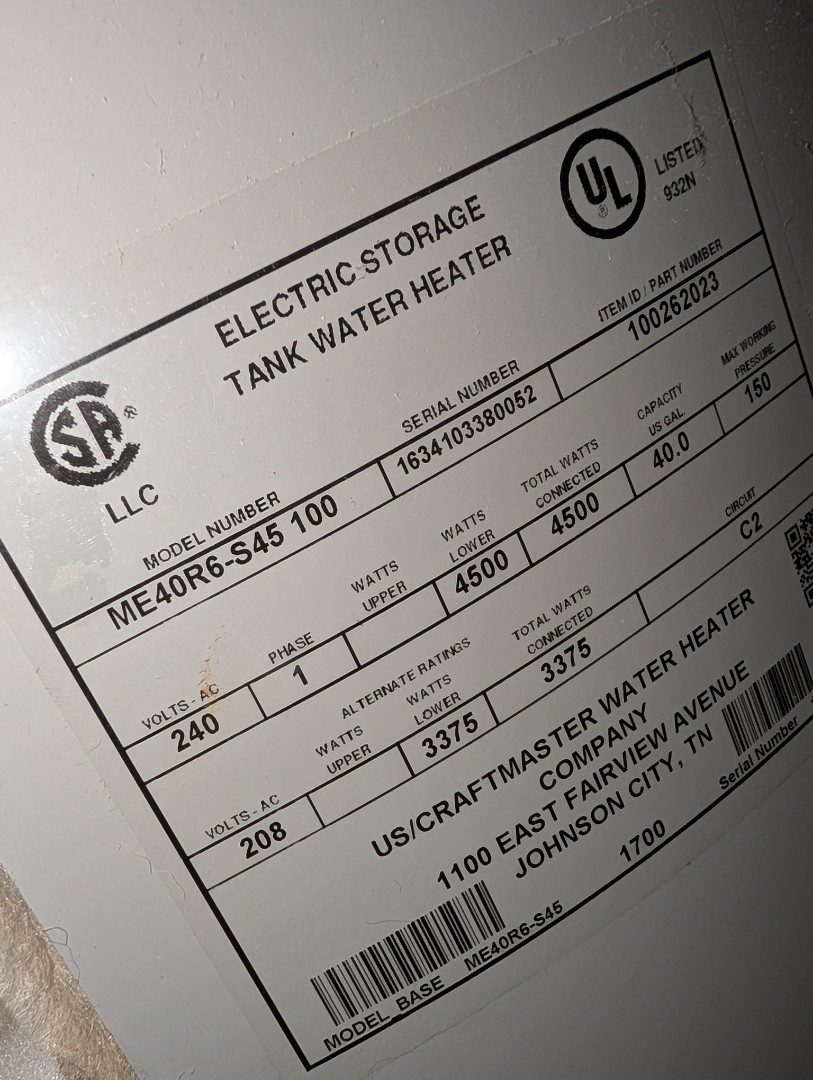 ELECTRIC STORAGE
TANK WATER HEATER
UL ®
LISTED
932N
SA ®
LLC
MODEL NUMBER SERIAL NUMBER ITEM ID / PART NUMBER
ME40R6-S45 100 1634103380052 100262023
VOLTS - AC PHASE WATTS UPPER WATTS LOWER TOTAL WATTS CONNECTED CAPACITY US GAL. MAX WORKING PRESSURE
240 1 4500 4500 40.0 150
ALTERNATE RATINGS
VOLTS - AC WATTS UPPER WATTS LOWER TOTAL WATTS CONNECTED CIRCUIT
208 3375 3375 C2
US/CRAFTMASTER WATER HEATER
COMPANY
1100 EAST FAIRVIEW AVENUE
JOHNSON CITY, TN
1700
MODEL_BASE ME40R6-S45
Serial Number